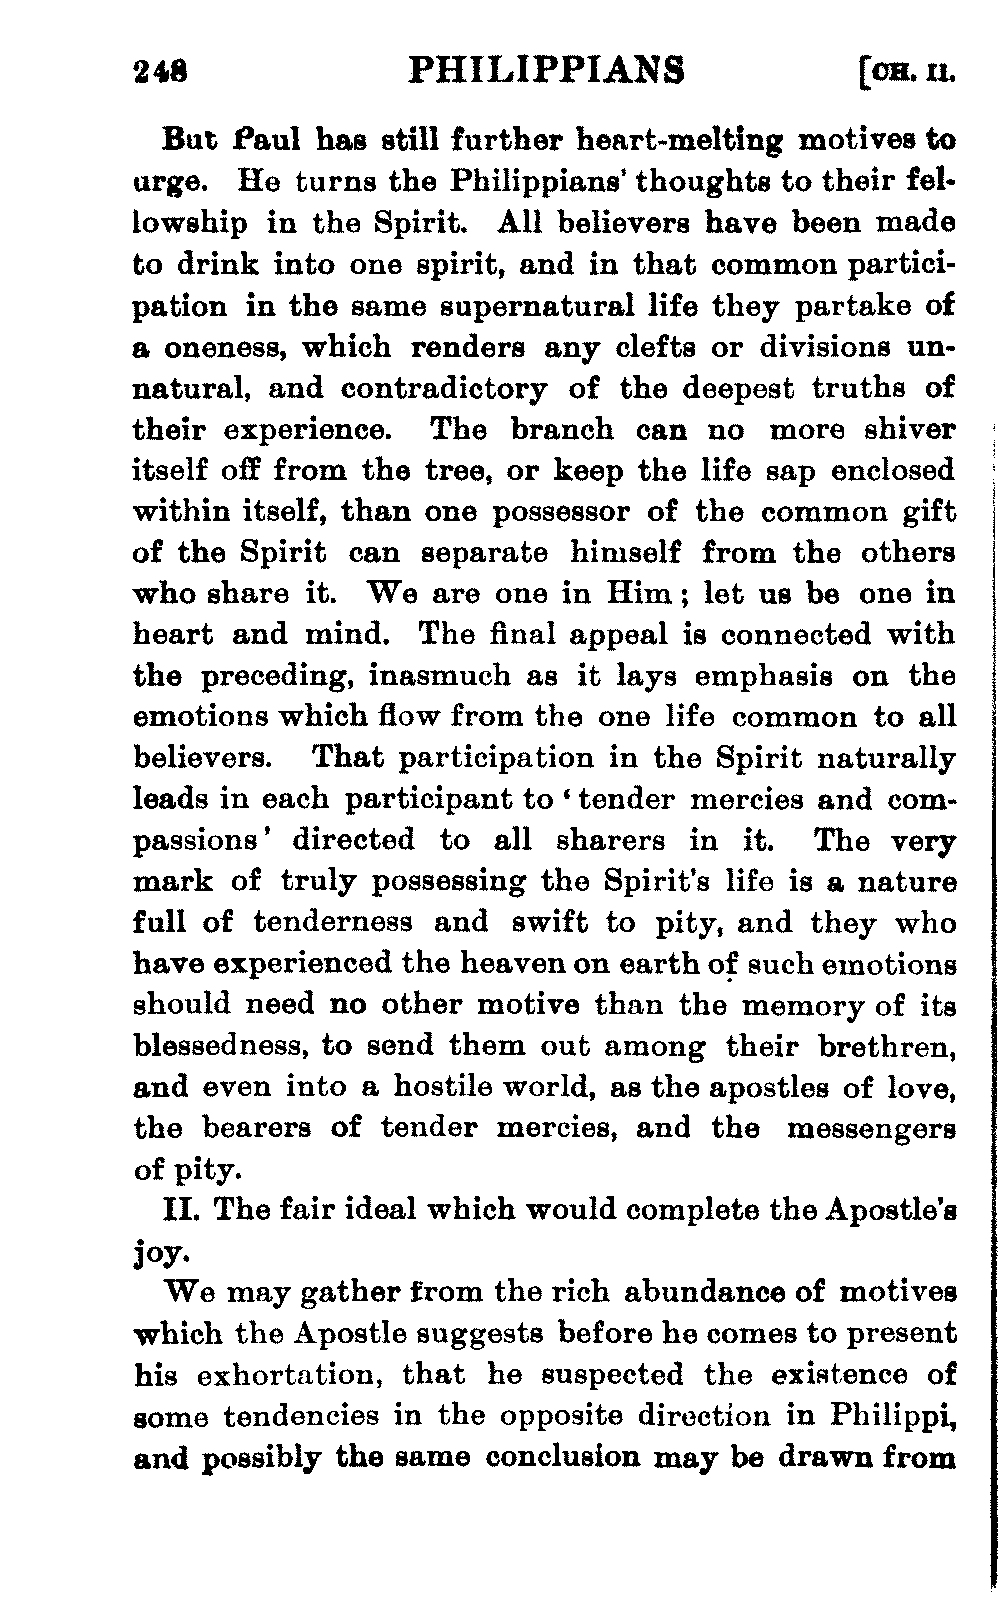 248 PHILIPPIANS [CH. II.
But Paul has still further heart-melting motives to
urge. He turns the Philippians' thoughts to their fel-
lowship in the Spirit. All believers have been made
to drink into one spirit, and in that common partici-
pation in the same supernatural life they partake of
a oneness, which renders any clefts or divisions un-
natural, and contradictory of the deepest truths of
their experience. The branch can no more shiver
itself off from the tree, or keep the life sap enclosed
within itself, than one possessor of the common gift
of the Spirit can separate himself from the others
who share it. We are one in Him; let us be one in
heart and mind. The final appeal is connected with
the preceding, inasmuch as it lays emphasis on the
emotions which flow from the one life common to all
believers. That participation in the Spirit naturally
leads in each participant to 'tender mercies and com-
passions' directed to all sharers in it. The very
mark of truly possessing the Spirit's life is a nature
full of tenderness and swift to pity, and they who
have experienced the heaven on earth of such emotions
should need no other motive than the memory of its
blessedness, to send them out among their brethren,
and even into a hostile world, as the apostles of love,
the bearers of tender mercies, and the messengers
of pity.
II. The fair ideal which would complete the Apostle's
joy.
We may gather from the rich abundance of motives
which the Apostle suggests before he comes to present
his exhortation, that he suspected the existence of
some tendencies in the opposite direction in Philippi,
and possibly the same conclusion may be drawn from